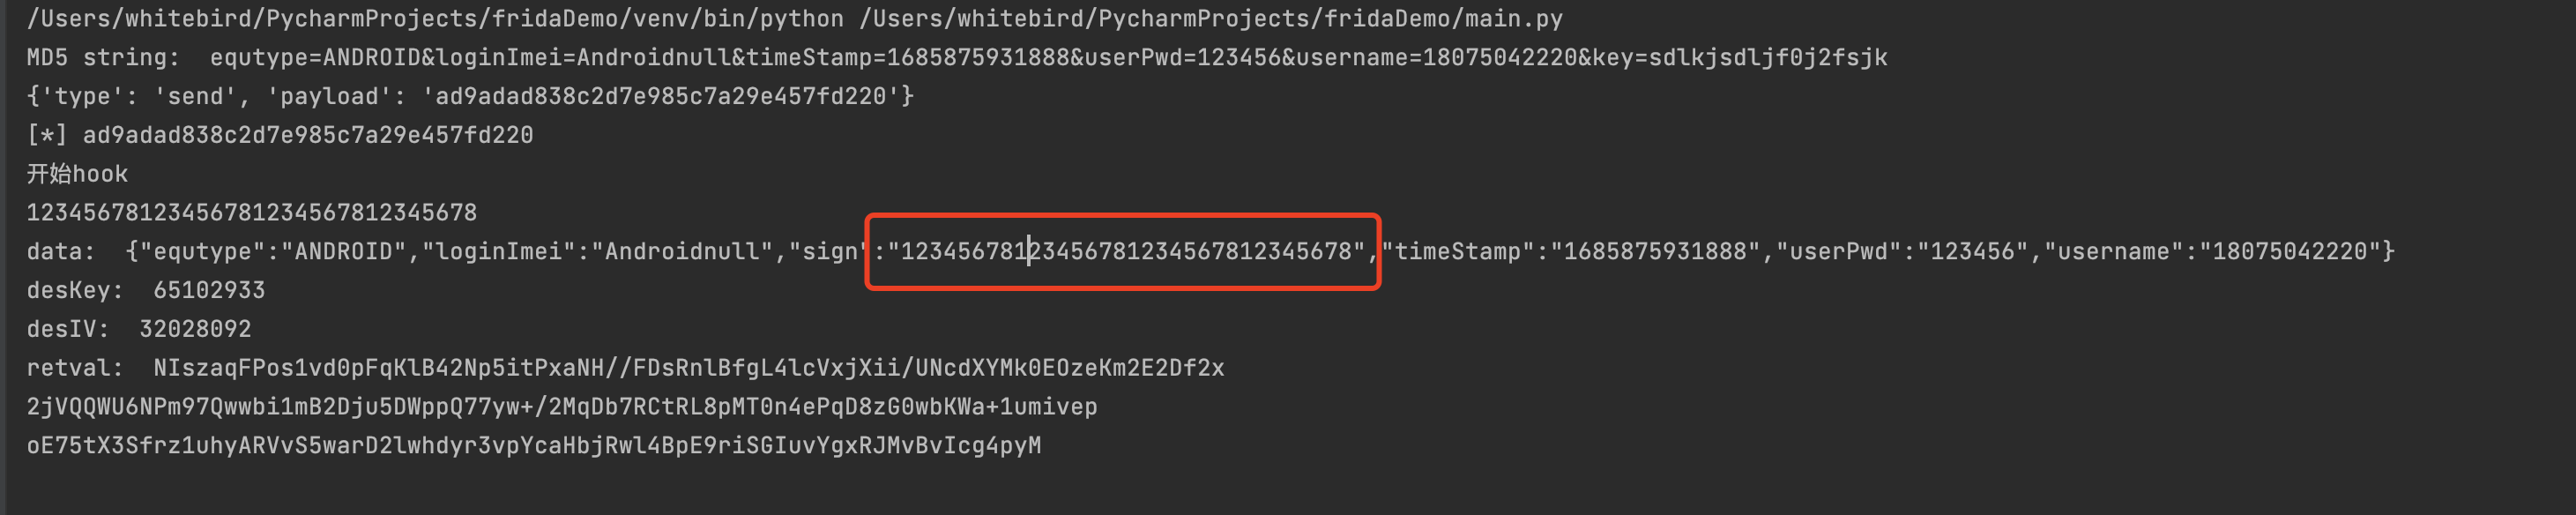 /Users/whitebird/PycharmProjects/fridaDemo/venv/bin/python /Users/whitebird/PycharmProjects/fridaDemo/main.py
MD5 string:  equtype=ANDROID&loginImei=Androidnull&timeStamp=1685875931888&userPwd=123456&username=18075042220&key=sdlkjsdljf0j2fsjk
{'type': 'send', 'payload': 'ad9adad838c2d7e985c7a29e457fd220'}
[*] ad9adad838c2d7e985c7a29e457fd220
开始hook
12345678123456781234567812345678
data:  {"equtype":"ANDROID","loginImei":"Androidnull","sign":"12345678123456781234567812345678","timeStamp":"1685875931888","userPwd":"123456","username":"18075042220"}
desKey:  65102933
desIV:  32028092
retval:  NIszaqFPos1vd0pFqKlB42Np5itPxaNH//FDsRnlBfgL4lcVxjXii/UNcdXYMk0EOzeKm2E2Df2x
2jVQQWU6NPm97Qwwbi1mB2Dju5DWppQ77yw+/2MqDb7RCtRL8pMT0n4ePqD8zG0wbKWa+1umivep
oE75tX3Sfrz1uhyARVvS5warD2lwhdyr3vpYcaHbjRwl4BpE9riSGIuvYgxRJMvBvIcg4pyM